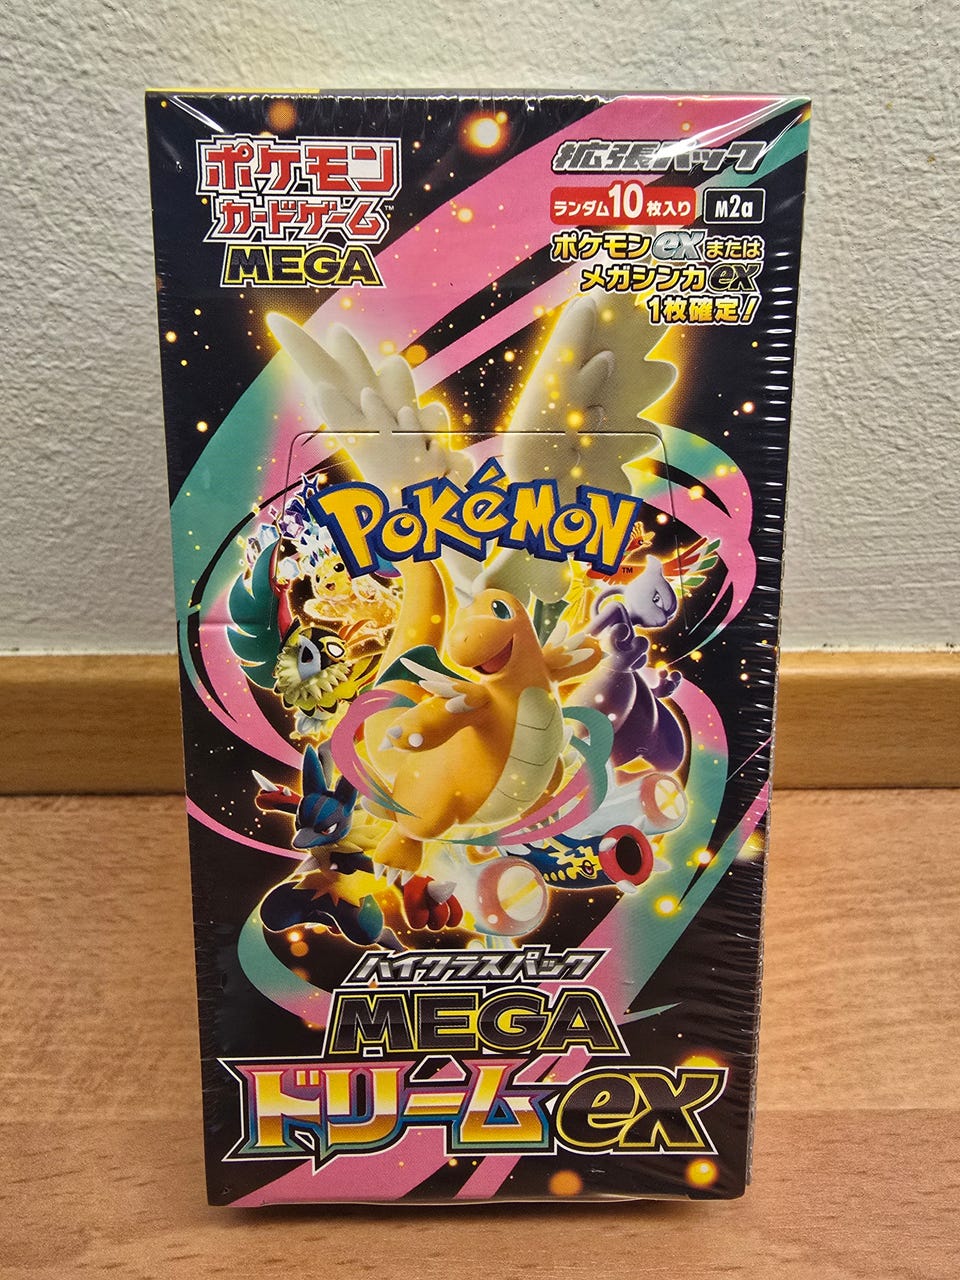 ポケモン
カードゲーム™
MEGA
拡張パック
ランダム10枚入り M2a
ポケモンexまたは
メガシンカex
1枚確定!
POKéMON™
ハイクラスパック
MEGA
ドリームex